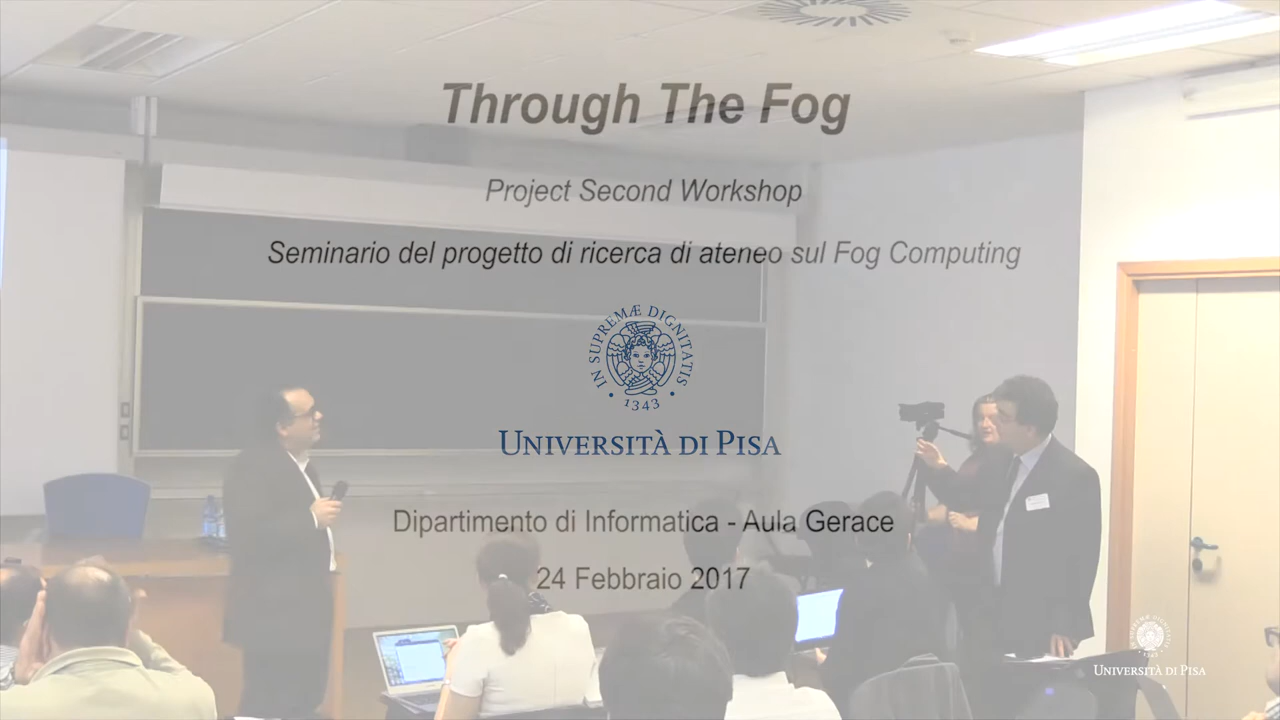 Through The Fog
Project Second Workshop
Seminario del progetto di ricerca di ateneo sul Fog Computing
IN SUPREMÆ DIGNITATIS
1343
UNIVERSITÀ DI PISA
Dipartimento di Informatica - Aula Gerace
24 Febbraio 2017
UNIVERSITÀ DI PISA